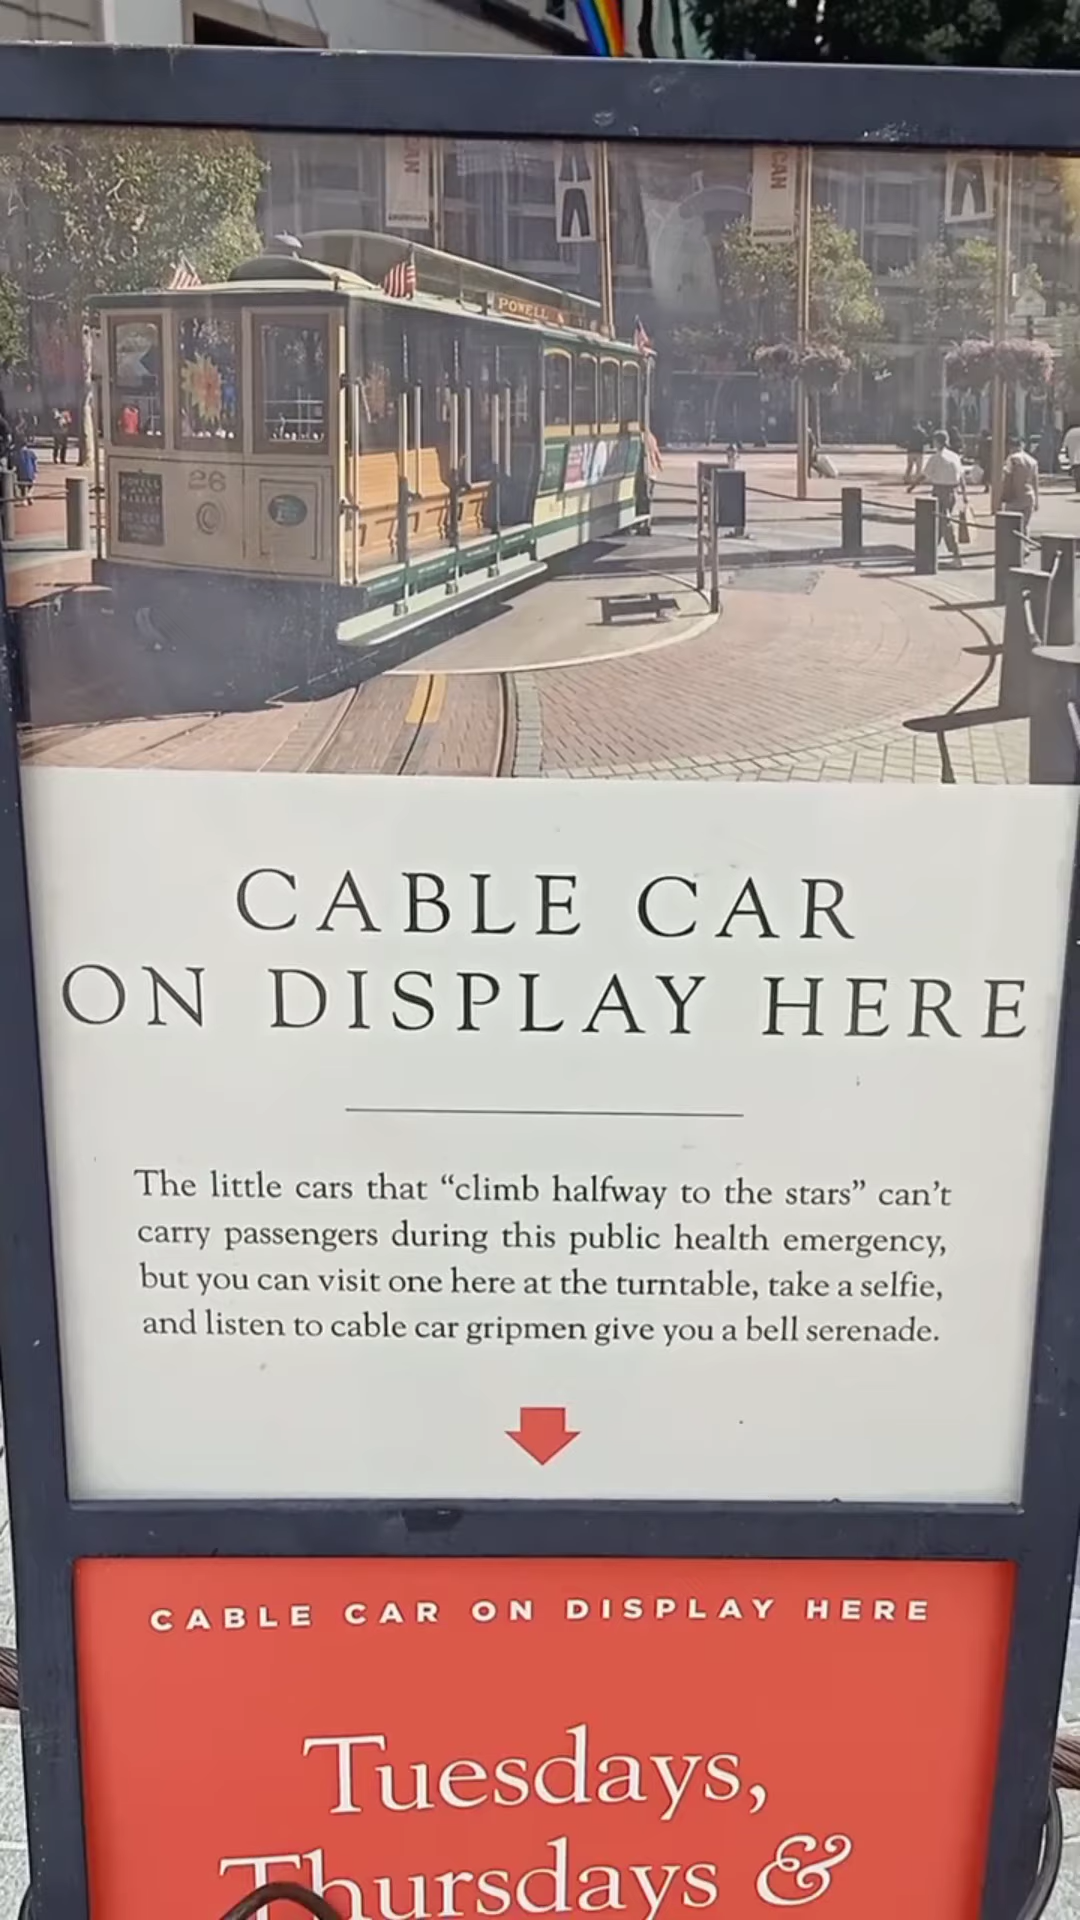 POWELL &
26
CABLE CAR
ON DISPLAY HERE
The little cars that “climb halfway to the stars” can’t
carry passengers during this public health emergency,
but you can visit one here at the turntable, take a selfie,
and listen to cable car gripmen give you a bell serenade.
CABLE CAR ON DISPLAY HERE
Tuesdays,
Thursdays &